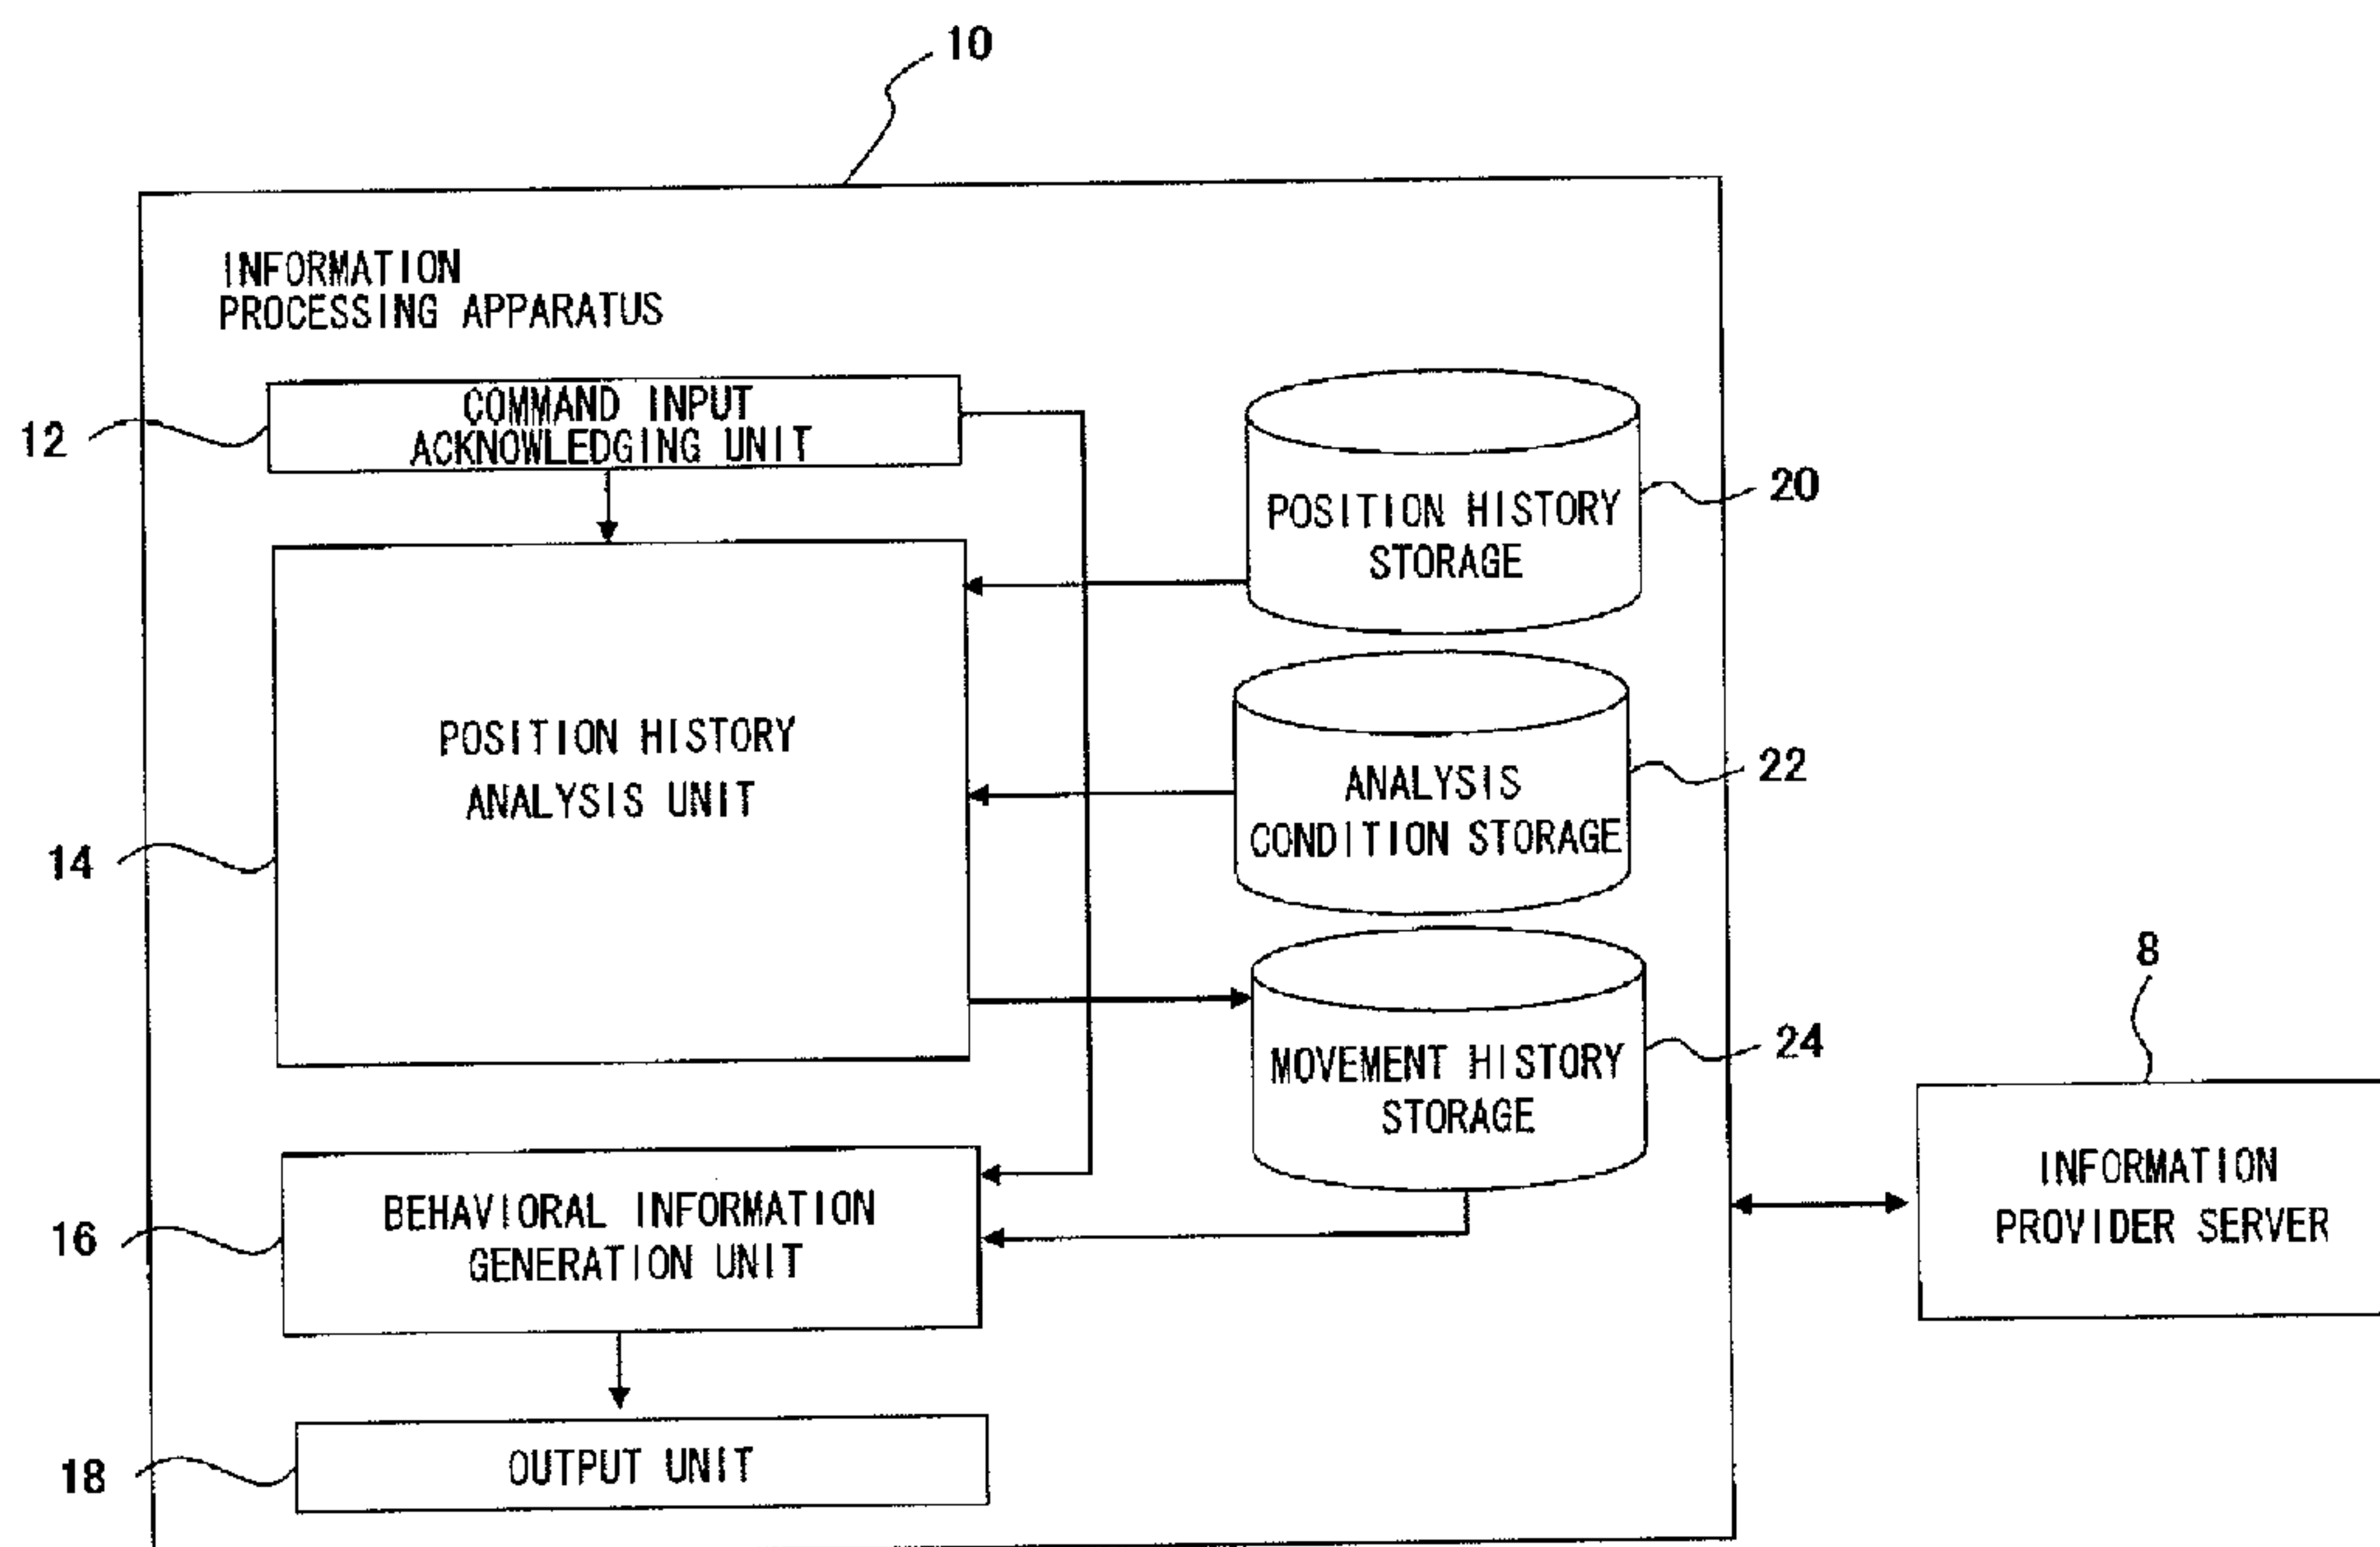 10
INFORMATION
PROCESSING APPARATUS
COMMAND INPUT
ACKNOWLEDGING UNIT
12
POSITION HISTORY
STORAGE
20
POSITION HISTORY
ANALYSIS UNIT
14
ANALYSIS
CONDITION STORAGE
22
MOVEMENT HISTORY
STORAGE
24
8
INFORMATION
PROVIDER SERVER
BEHAVIORAL INFORMATION
GENERATION UNIT
16
OUTPUT UNIT
18